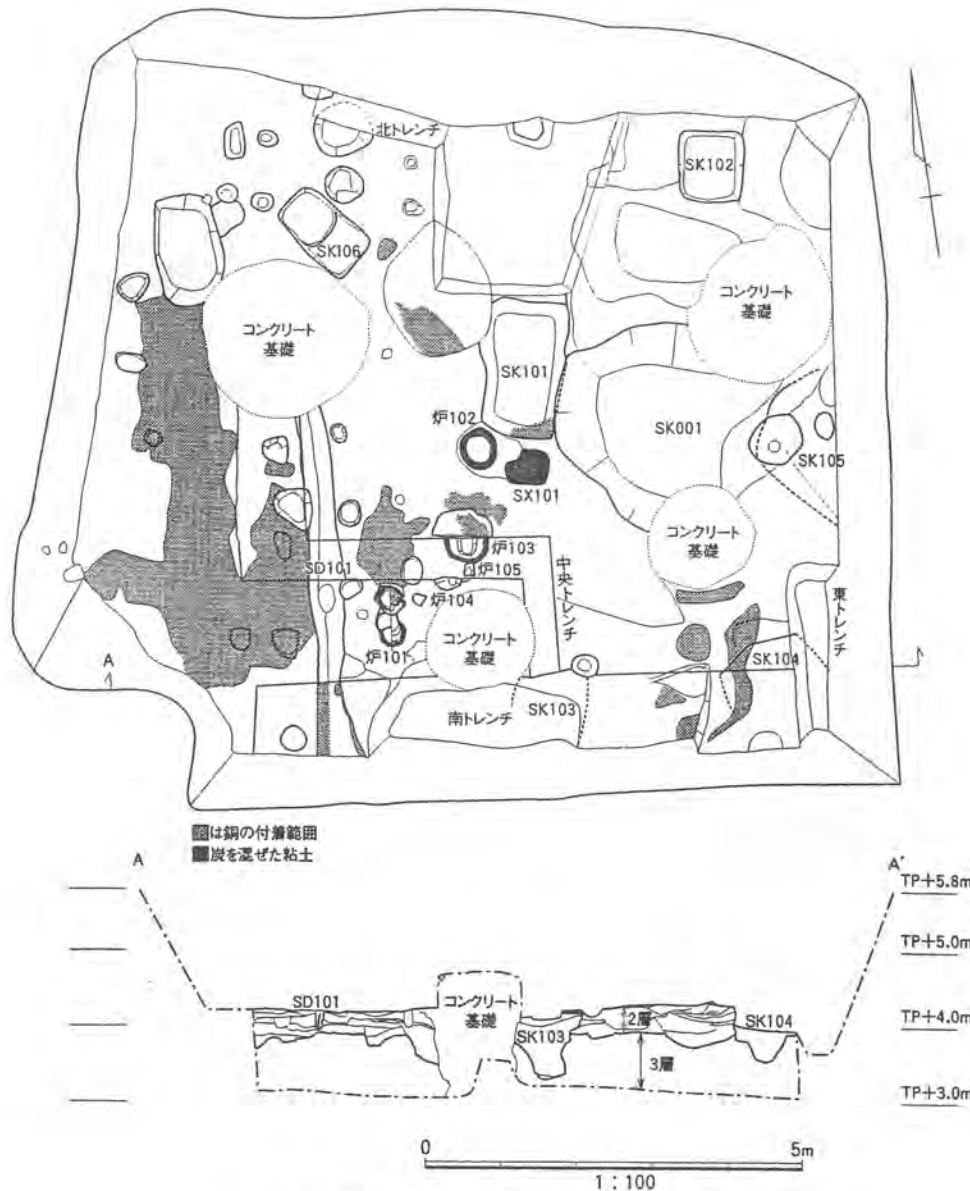 北トレンチ
SK102
SK106
コンクリート
基礎
コンクリート
基礎
SK101
炉102
SK001
SK105
SX101
コンクリート
基礎
炉103
SD101
炉105
中央トレンチ
東トレンチ
炉104
コンクリート
基礎
炉101
SK104
A
SK103
南トレンチ
は銅の付着範囲
炭を混ぜた粘土
A
A'
TP+5.8m
TP+5.0m
SD101
コンクリート
基礎
2層
SK104
TP+4.0m
SK103
3層
TP+3.0m
0
5m
1:100